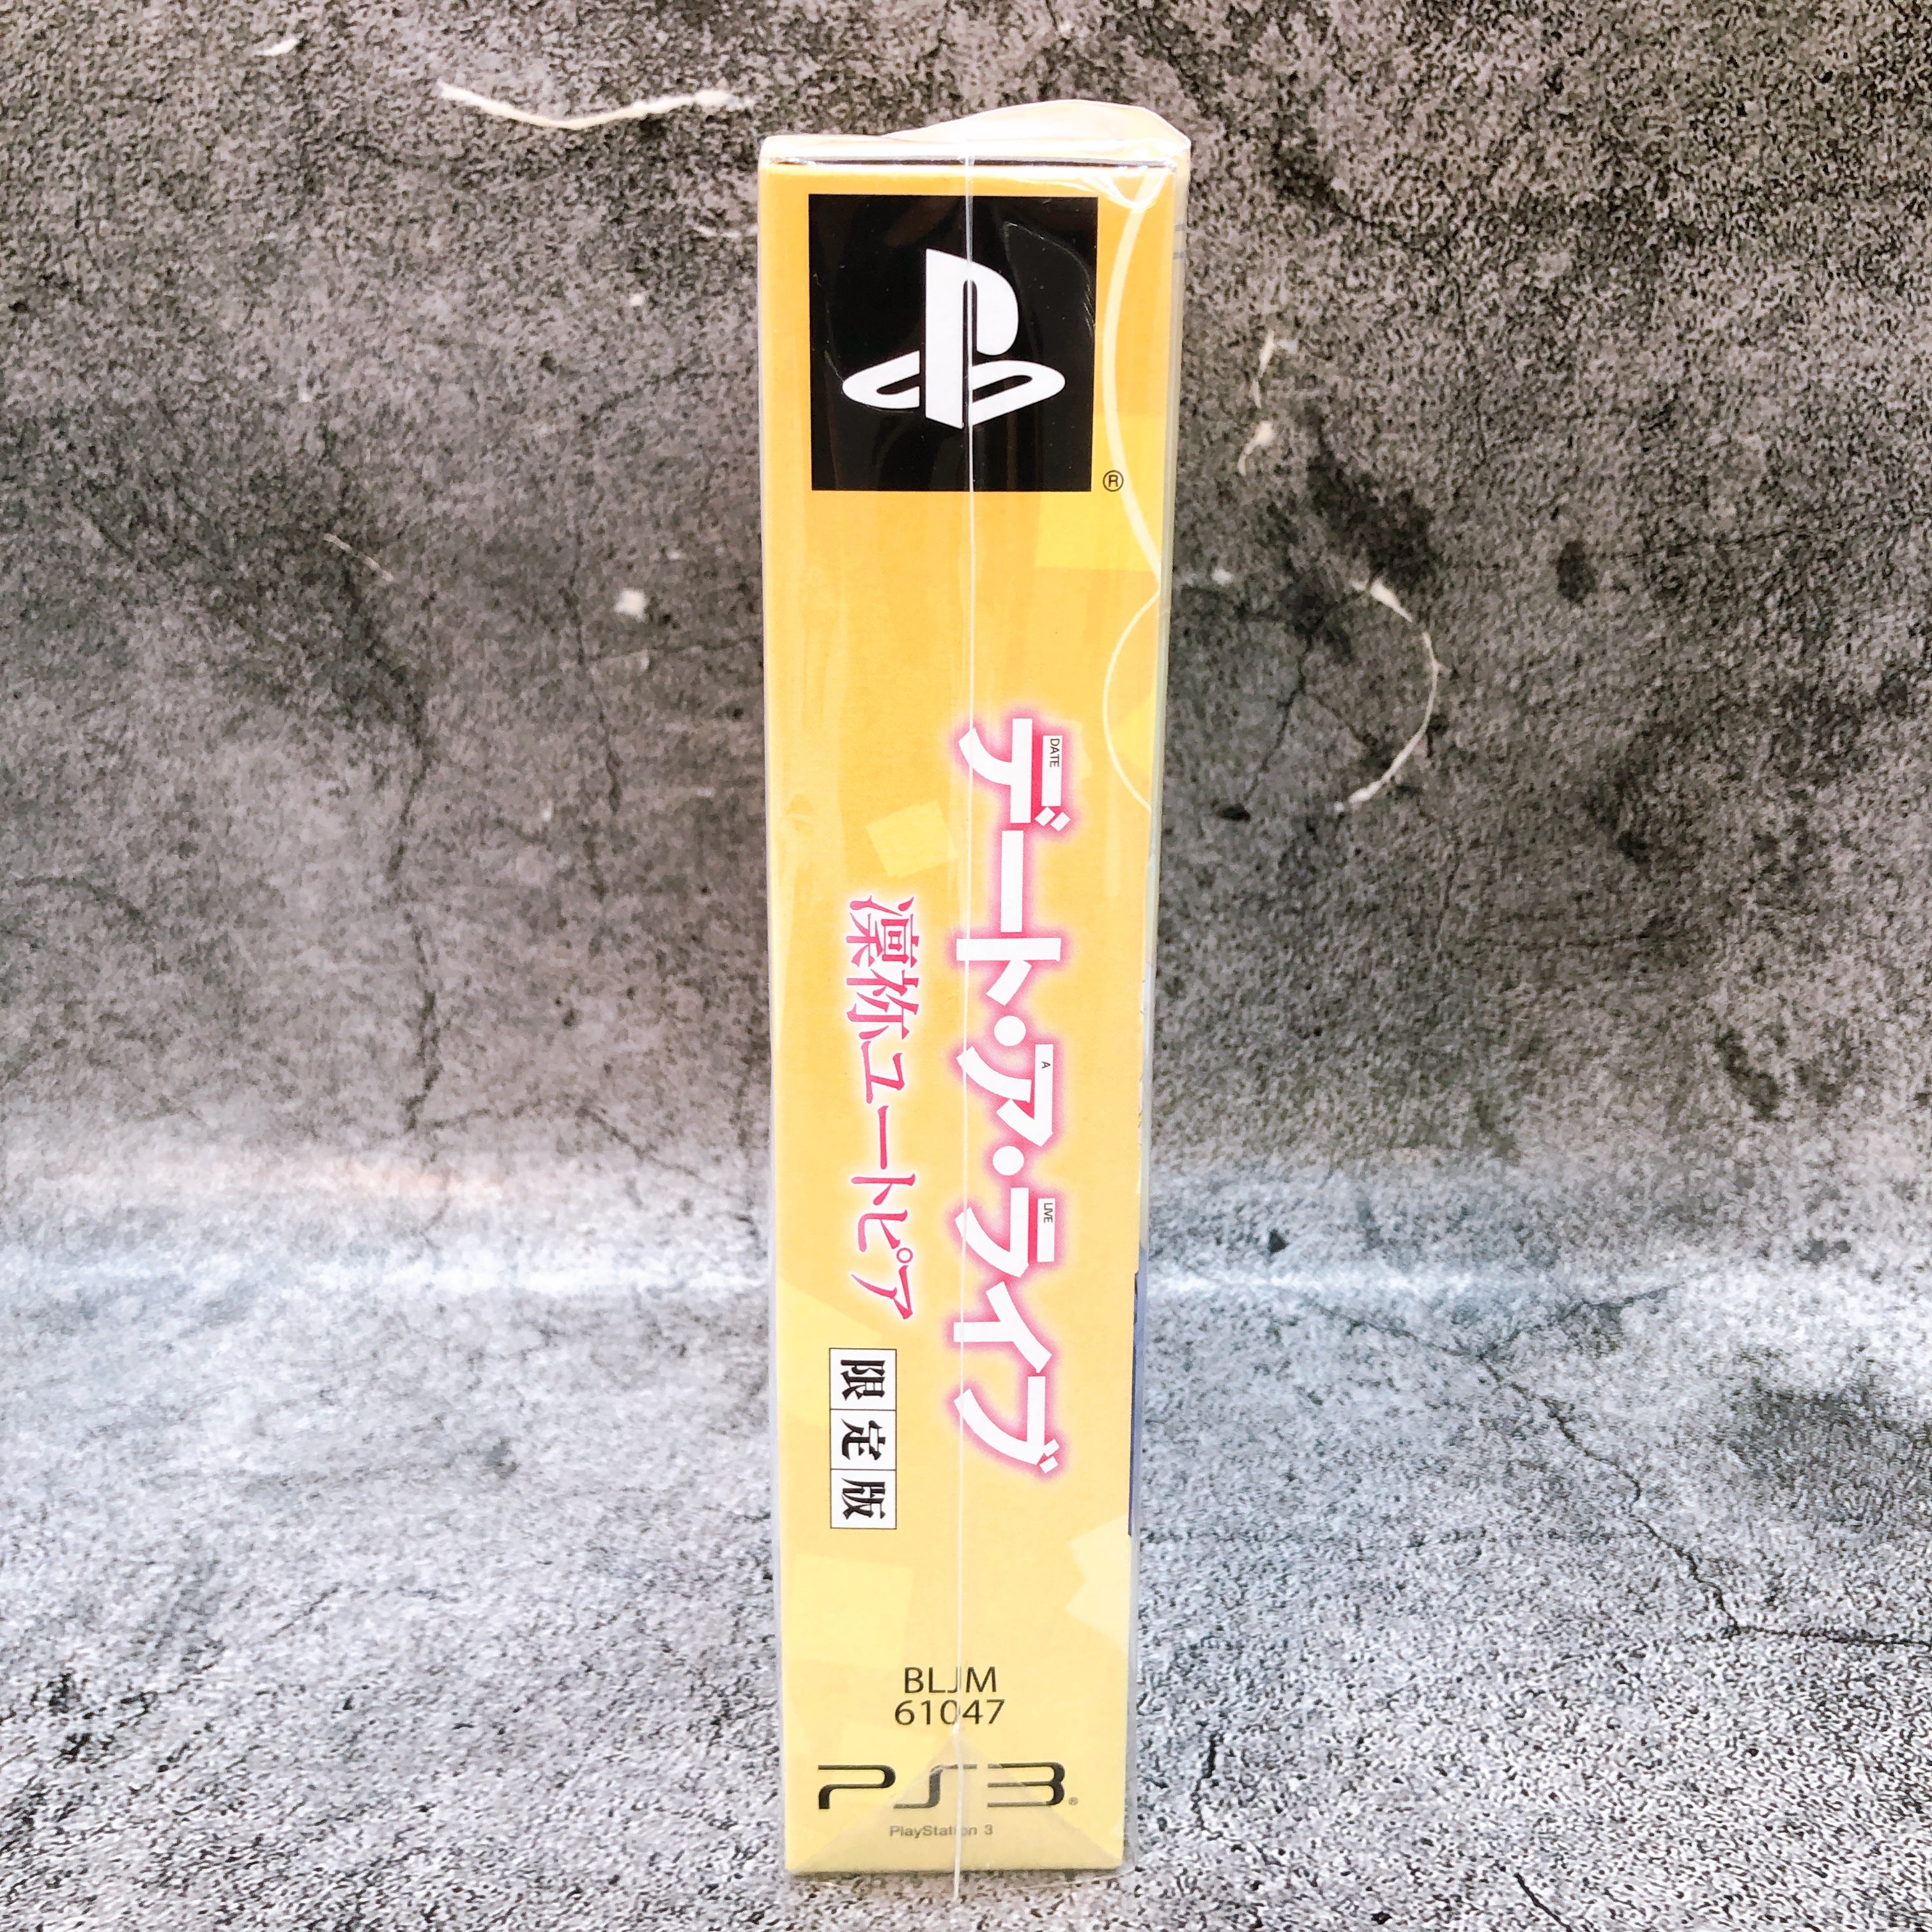 ®
DATE A LIVE
デート・ア・ライブ
凜祢ユートピア
限定版
BLJM
61047
PS3®
PlayStation 3